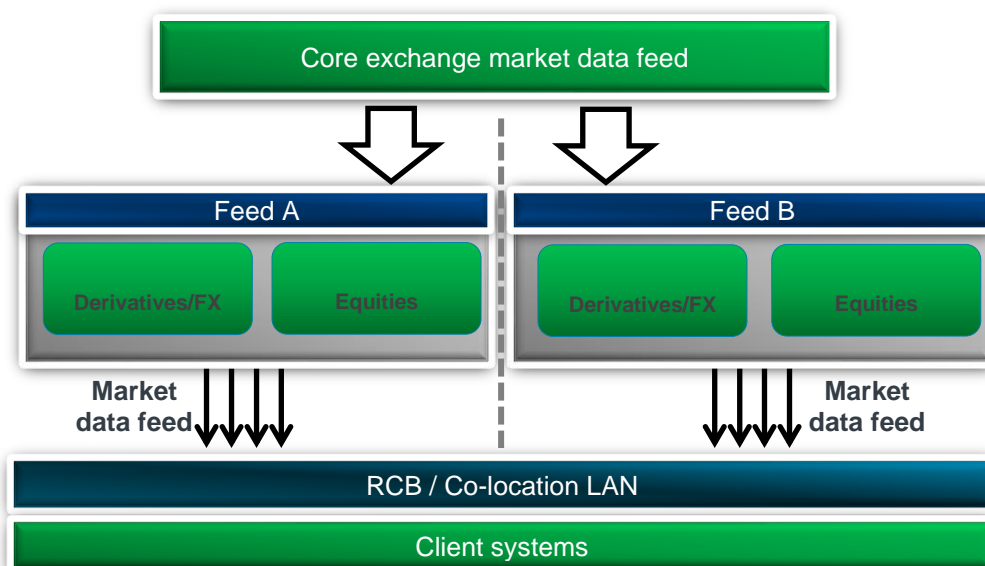 Core exchange market data feed
Feed A
Feed B
Derivatives/FX
Equities
Derivatives/FX
Equities
Market
data feed
Market
data feed
RCB / Co-location LAN
Client systems